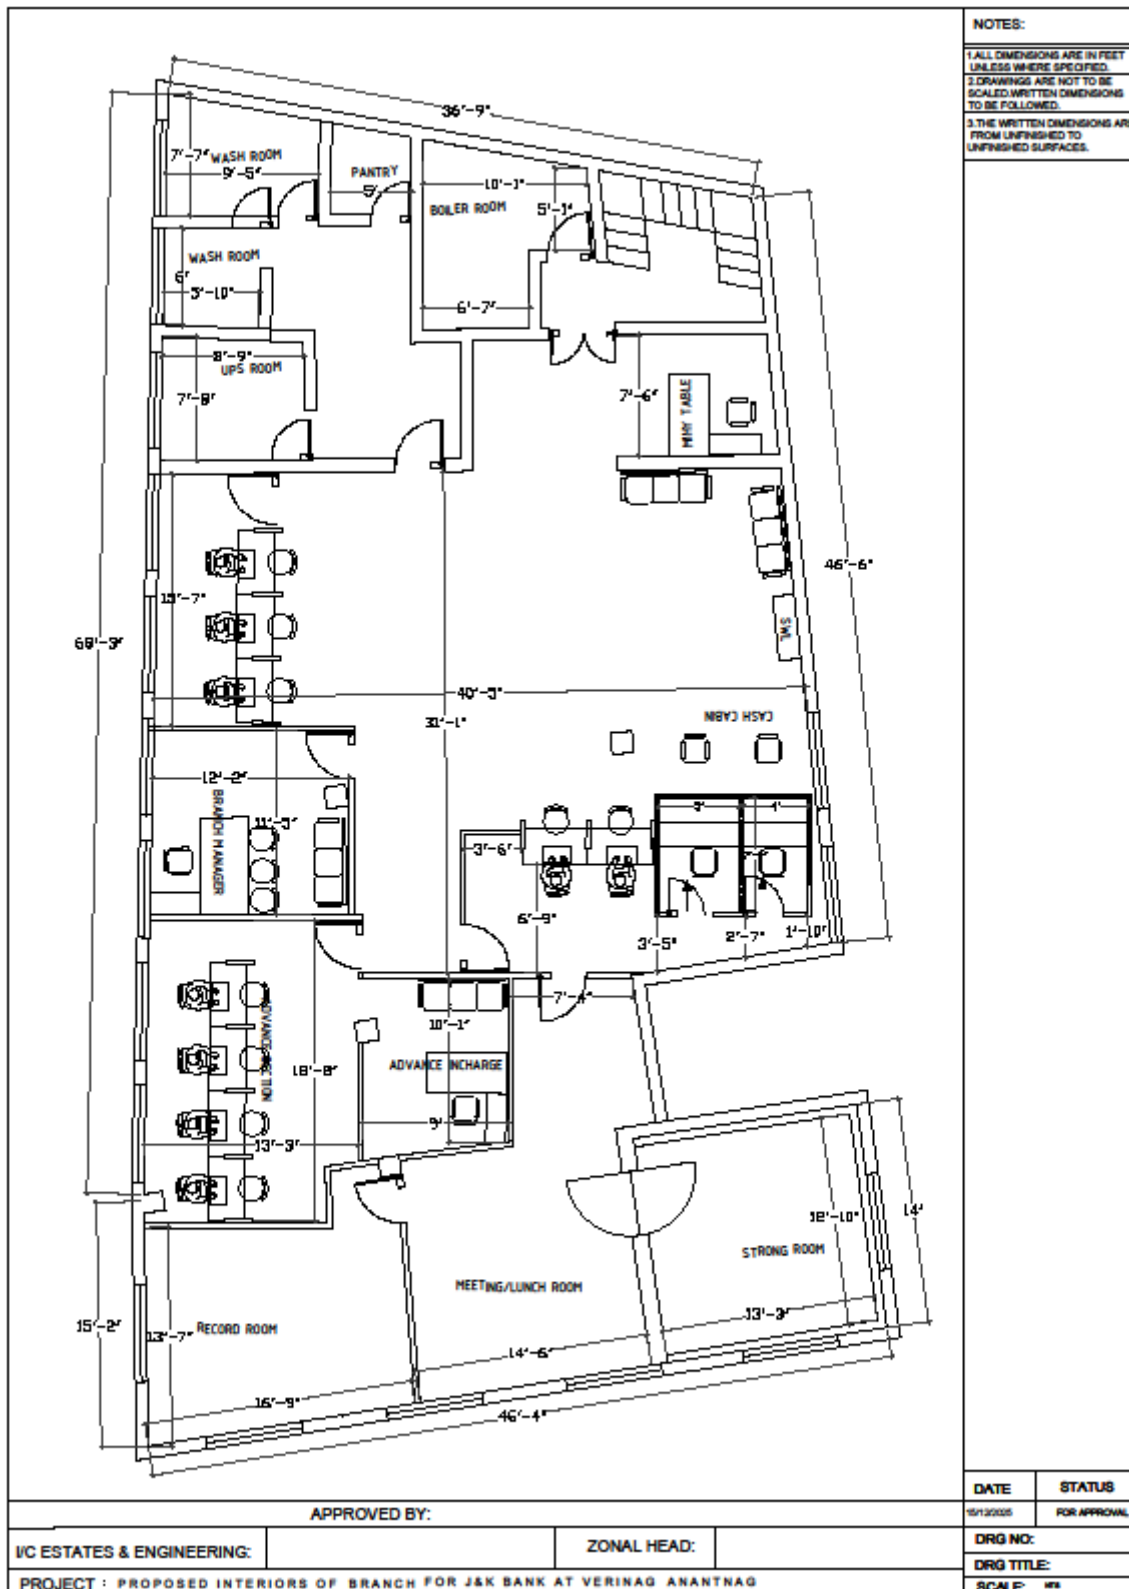 NOTES:
1.ALL DIMENSIONS ARE IN FEET
UNLESS WHERE SPECIFIED.
2.DRAWINGS ARE NOT TO BE
SCALED.WRITTEN DIMENSIONS
TO BE FOLLOWED.
3.THE WRITTEN DIMENSIONS ARE
FROM UNFINISHED TO
UNFINISHED SURFACES.
36'-9"
7'-7"
WASH ROOM
9'-5"
PANTRY
5'
10'-1"
BOILER ROOM
5'-1"
WASH ROOM
6'
5'-10"
6'-7"
8'-9"
UPS ROOM
7'-8"
7'-6"
MIHY TABLE
46'-6"
15'-7"
SWL
68'-3"
40'-5"
31'-1"
CASH CABIN
12'-2"
BRANCH MANAGER
11'-5"
5'
4'
3'-6"
6'-9"
3'-5"
2'-7"
1'-10"
7'-4"
10'-1"
ADVANCE INCHARGE
18'-8"
9'
13'-3"
12'-10"
14'
STRONG ROOM
MEETING/LUNCH ROOM
13'-3"
15'-2"
13'-7"
RECORD ROOM
14'-6"
16'-9"
46'-4"
DATE
STATUS
FOR APPROVAL
APPROVED BY:
I/C ESTATES & ENGINEERING:
ZONAL HEAD:
DRG NO:
DRG TITLE:
PROJECT : PROPOSED INTERIORS OF BRANCH FOR J&K BANK AT VERINAG ANANTNAG
SCALE: